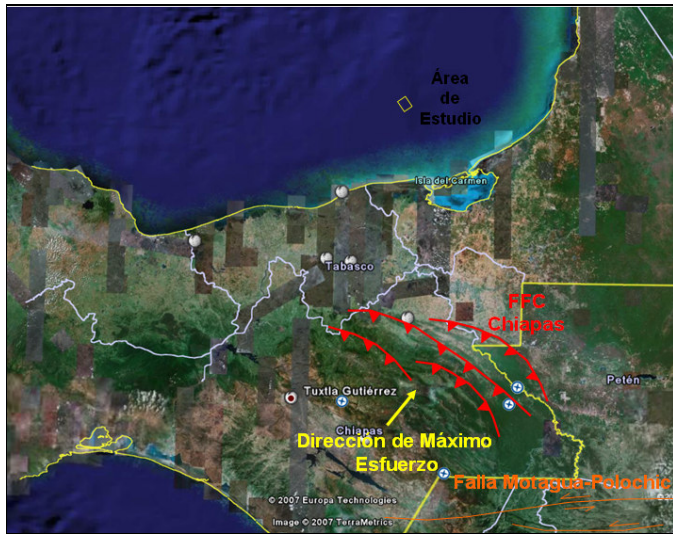 Área
de
Estudio
Isla del Carmen
Tabasco
FFC
Chiapas
Petén
Tuxtla Gutiérrez
Chiapas
Dirección de Máximo
Esfuerzo
Falla Motagua-Polochic
© 2007 Europa Technologies
Image © 2007 TerraMetrics